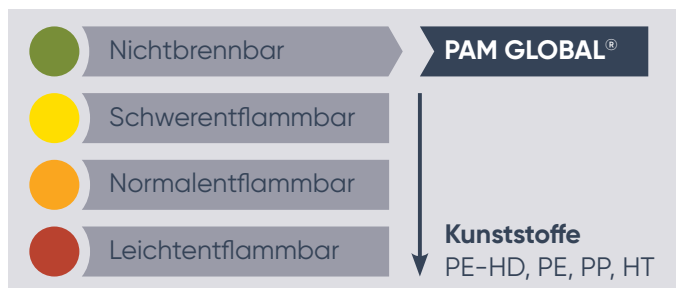 Nichtbrennbar
PAM GLOBAL®
Schwerentflammbar
Normalentflammbar
Leichtentflammbar
Kunststoffe
PE-HD, PE, PP, HT